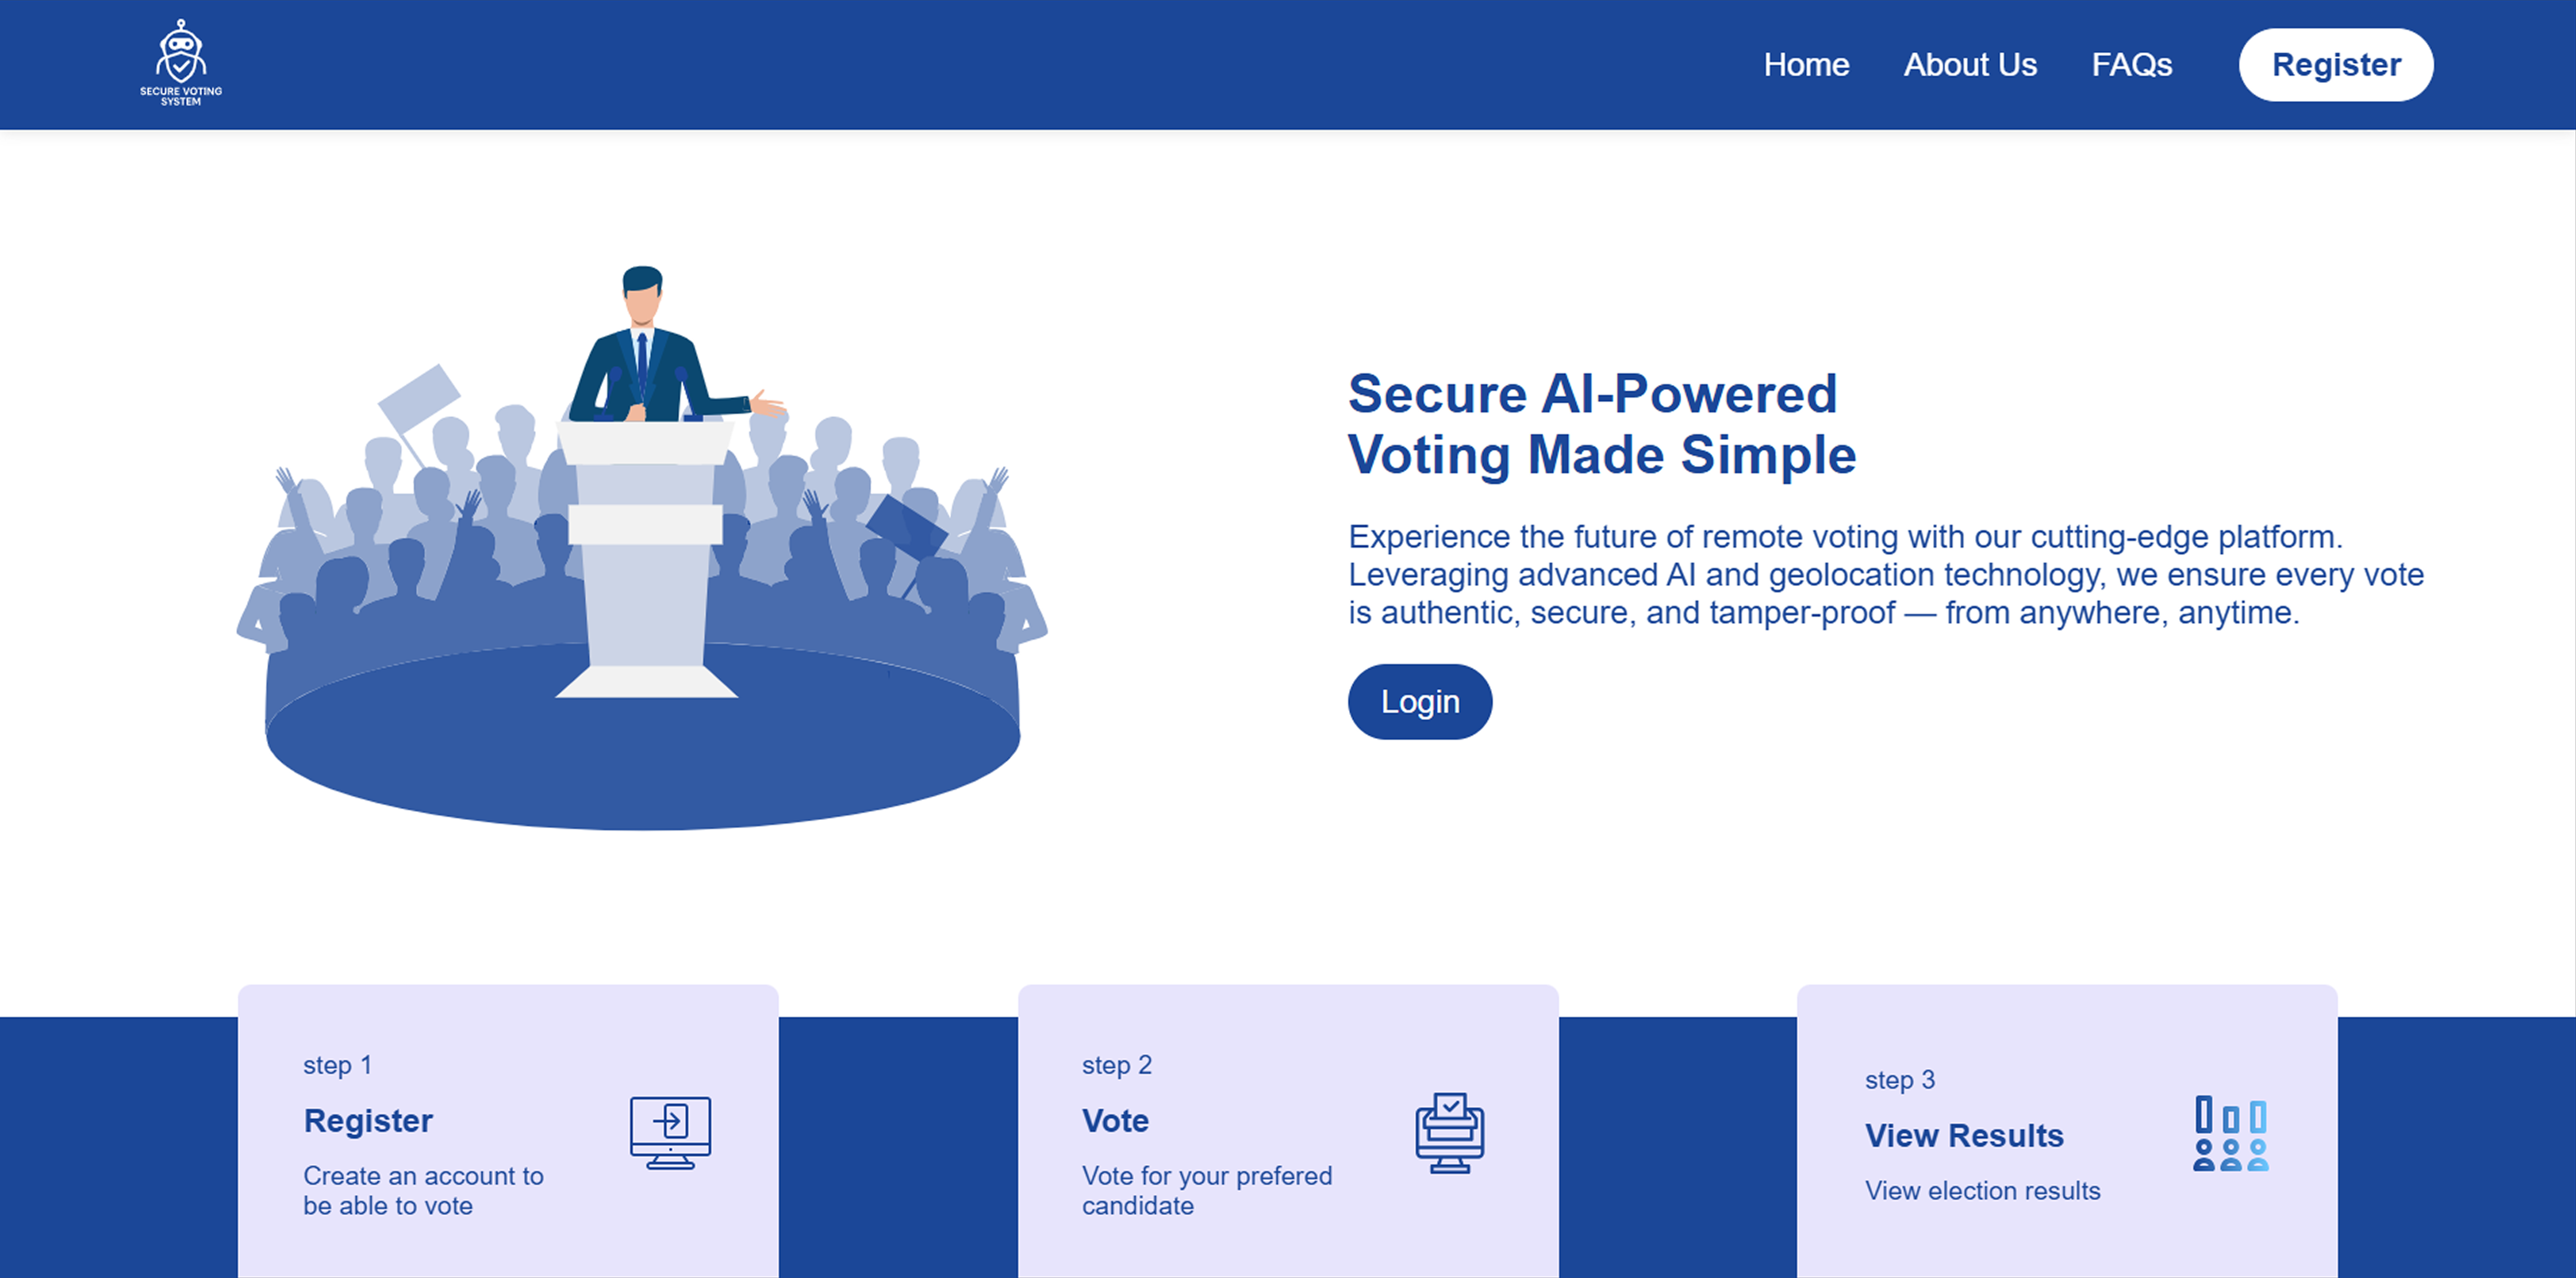 SECURE VOTING
SYSTEM
Home
About Us
FAQs
Register
Secure AI-Powered
Voting Made Simple
Experience the future of remote voting with our cutting-edge platform.
Leveraging advanced AI and geolocation technology, we ensure every vote
is authentic, secure, and tamper-proof — from anywhere, anytime.
Login
step 1
Register
Create an account to
be able to vote
step 2
Vote
Vote for your prefered
candidate
step 3
View Results
View election results